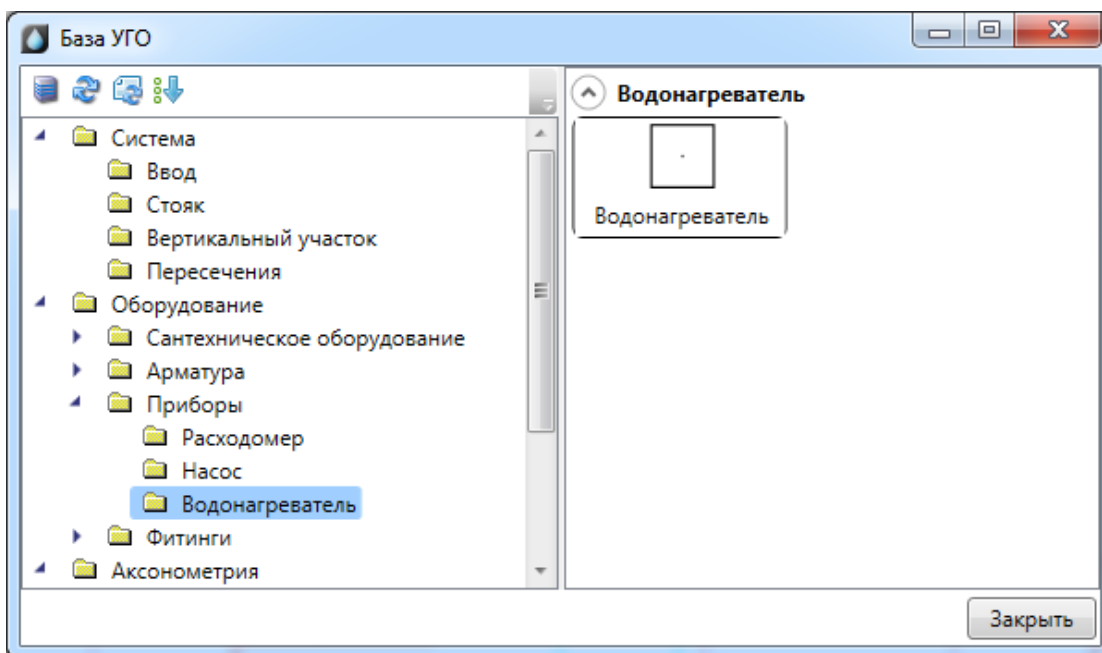 База УГО
Система
Ввод
Стояк
Вертикальный участок
Пересечения
Оборудование
Сантехническое оборудование
Арматура
Приборы
Расходомер
Насос
Водонагреватель
Фитинги
Аксонометрия
Водонагреватель
Водонагреватель
Закрыть